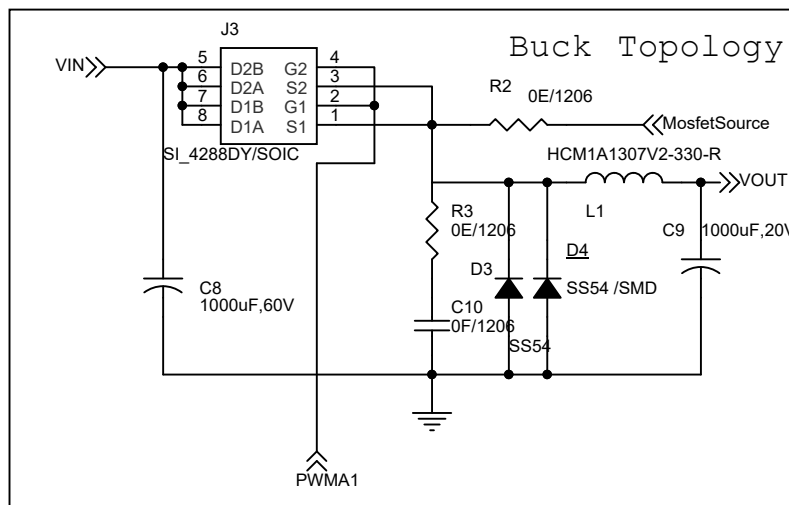 J3
Buck Topology
VIN
5 D2B G2 4
6 D2A S2 3
7 D1B G1 2
8 D1A S1 1
SI_4288DY/SOIC
R2
0E/1206
MosfetSource
HCM1A1307V2-330-R
VOUT
L1
R3
0E/1206
C9 1000uF,20V
D3
D4
SS54 /SMD
C8
1000uF,60V
C10
0F/1206
SS54
PWMA1